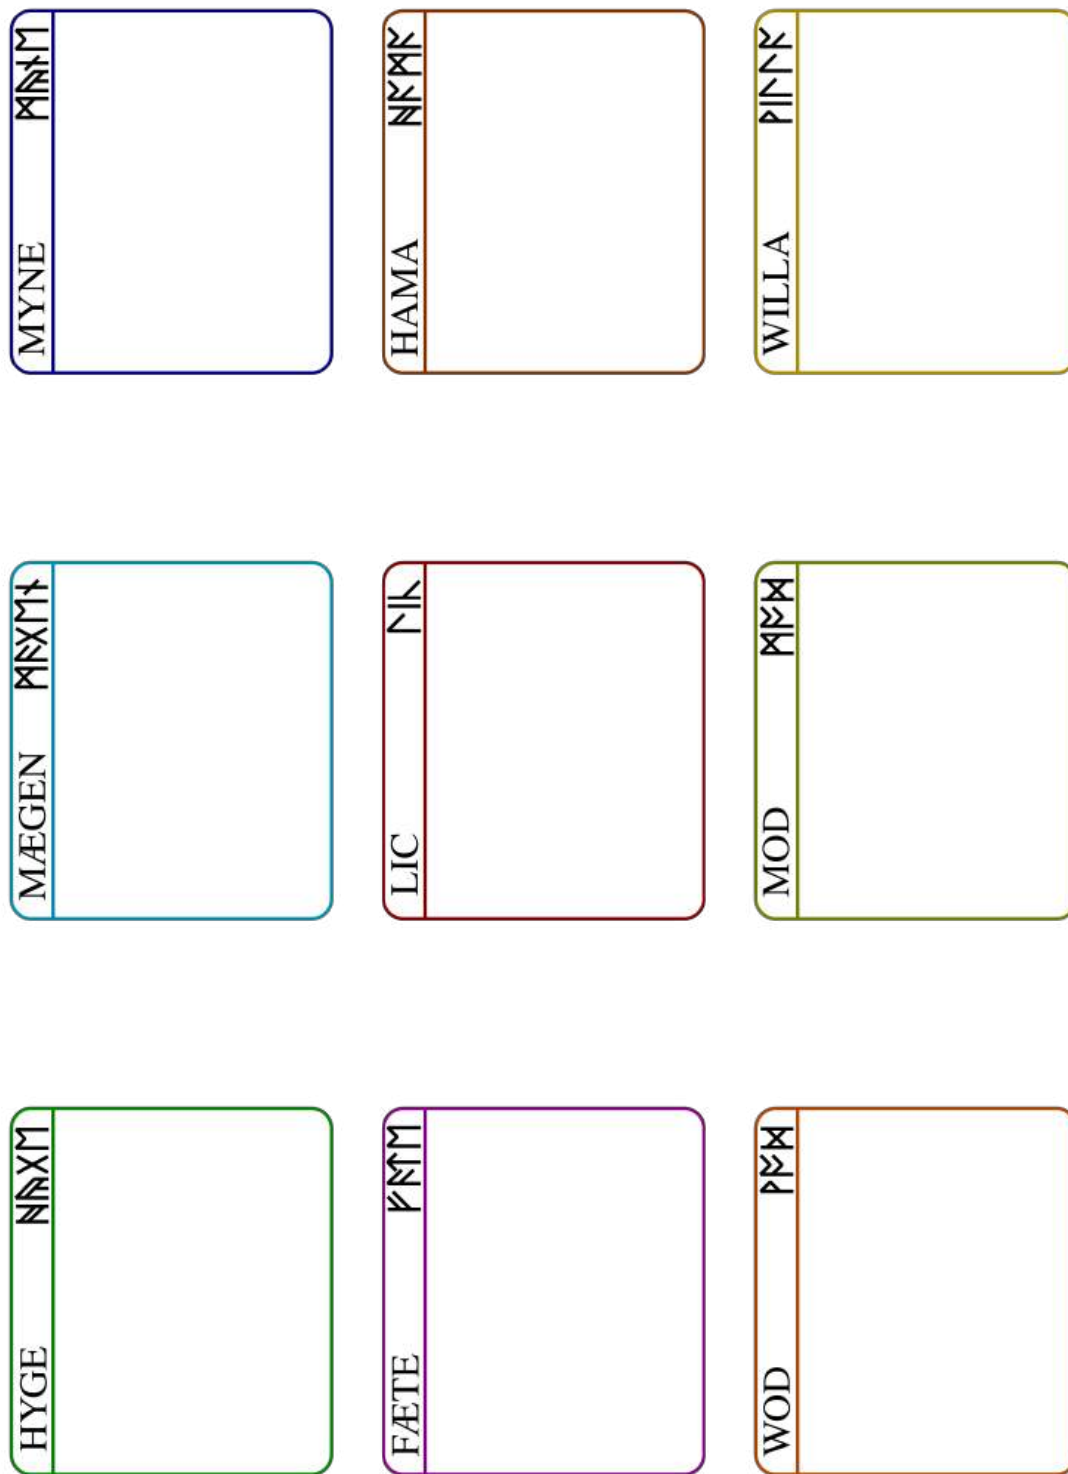 MYNE ᛗᚣᚾᛖ
HAMA ᚻᚪᛗᚪ
WILLA ᚹᛁᛚᛚᚪ
MÆGEN ᛗᚫᚷᛖᚾ
LIC ᛚᛁᚳ
MOD ᛗᚩᛞ
HYGE ᚻᚣᚷᛖ
FÆTE ᚠᚫᛏᛖ
WOD ᚹᚩᛞ